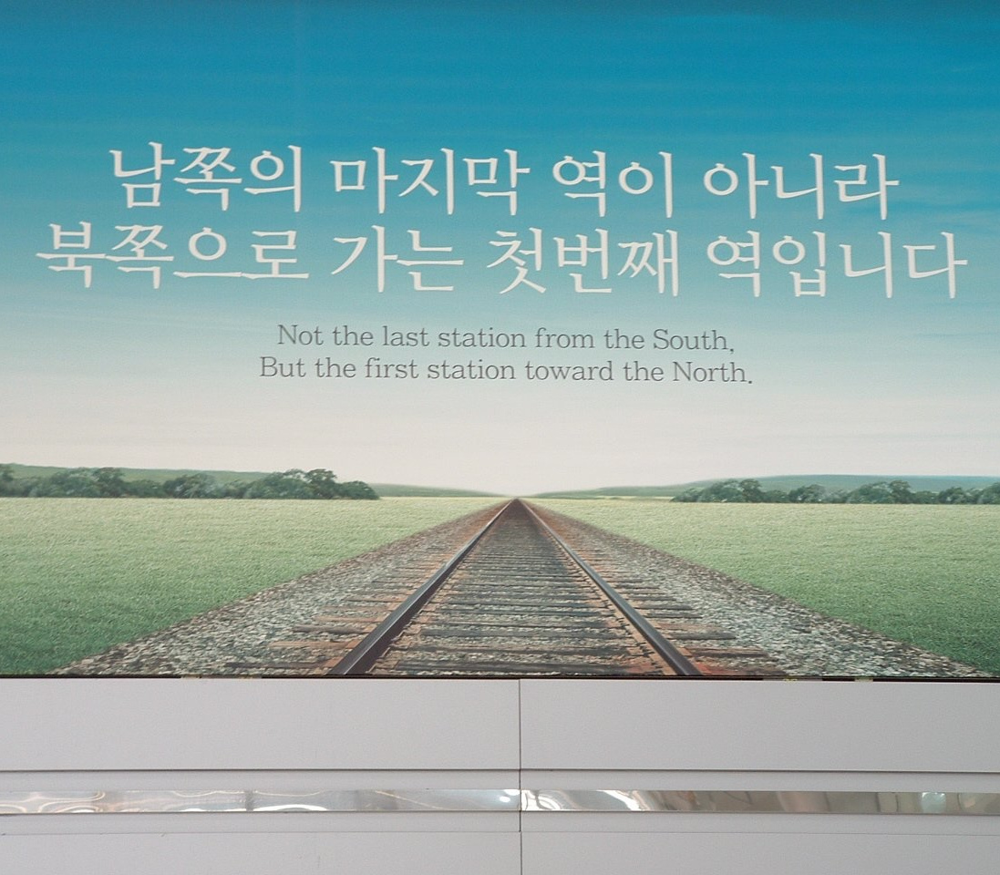 남쪽의 마지막 역이 아니라
북쪽으로 가는 첫번째 역입니다
Not the last station from the South,
But the first station toward the North.